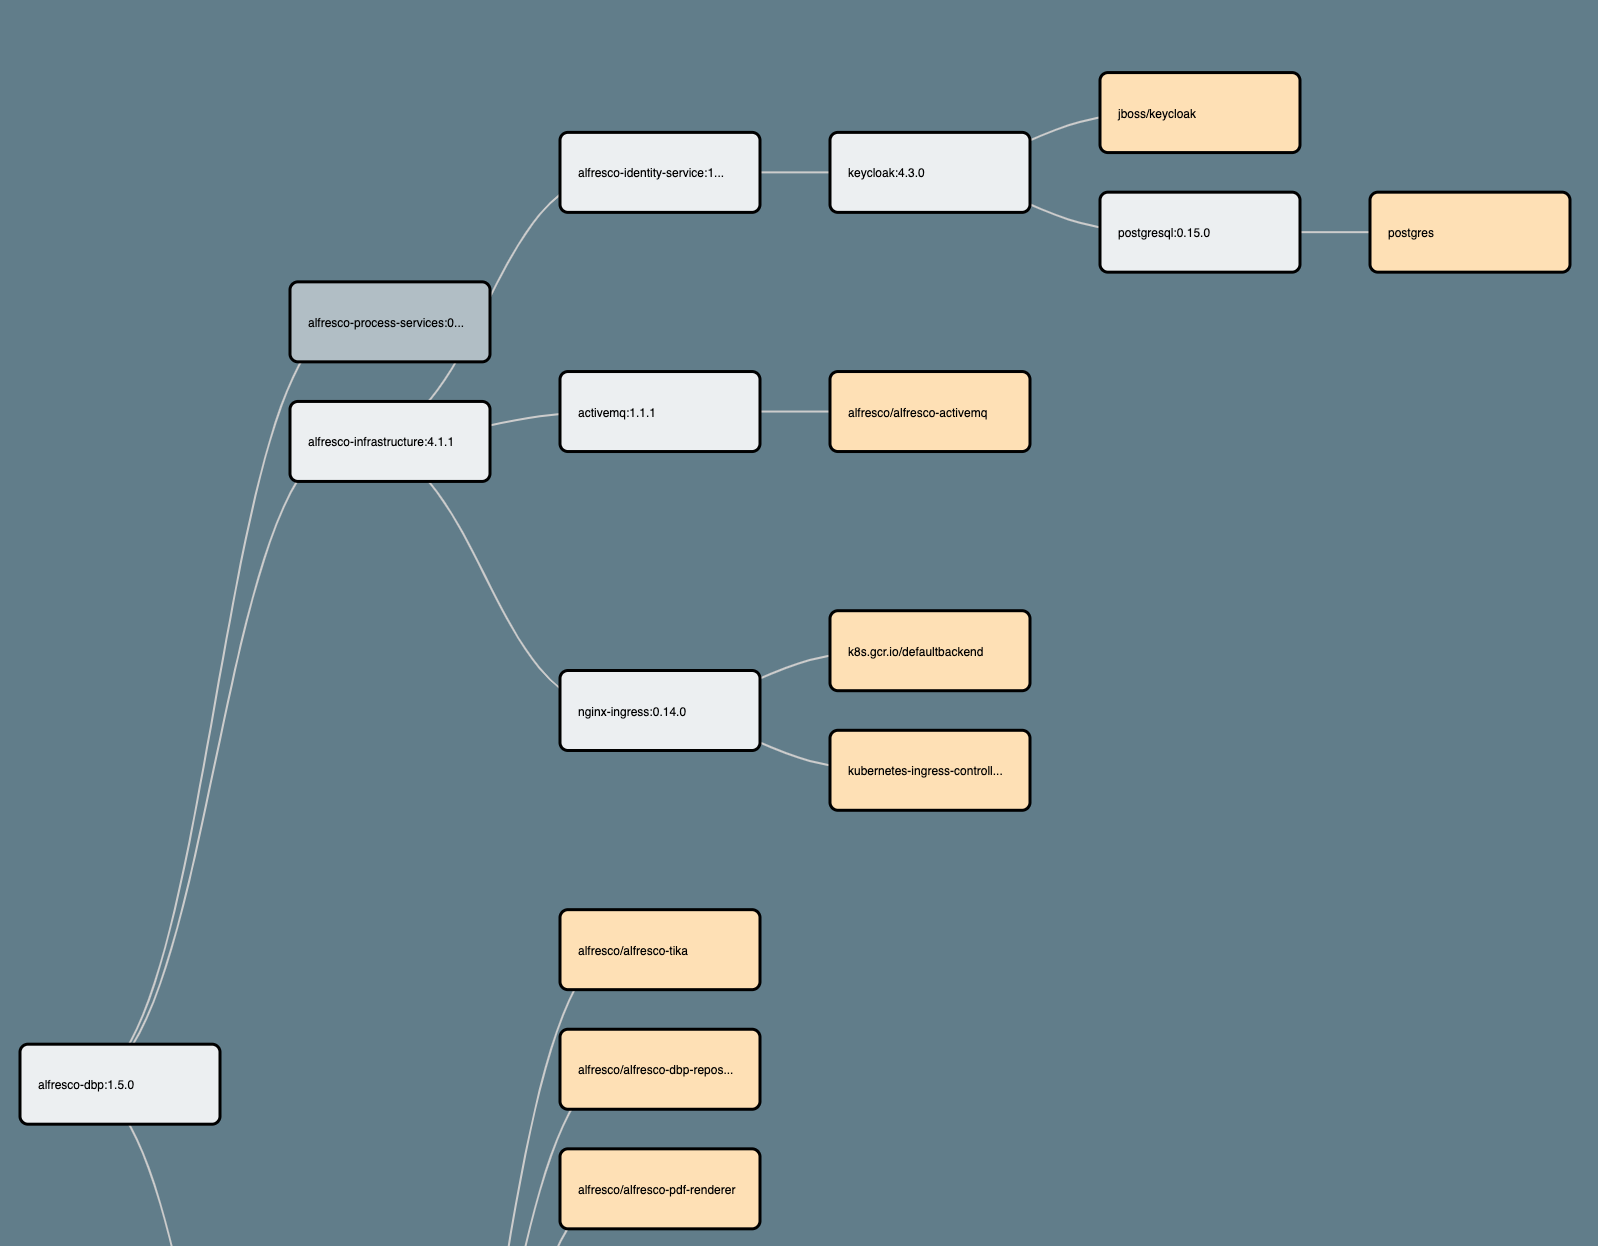 jboss/keycloak
alfresco-identity-service:1...
keycloak:4.3.0
postgresql:0.15.0
postgres
alfresco-process-services:0...
activemq:1.1.1
alfresco/alfresco-activemq
alfresco-infrastructure:4.1.1
k8s.gcr.io/defaultbackend
nginx-ingress:0.14.0
kubernetes-ingress-controll...
alfresco/alfresco-tika
alfresco/alfresco-dbp-repos...
alfresco-dbp:1.5.0
alfresco/alfresco-pdf-renderer